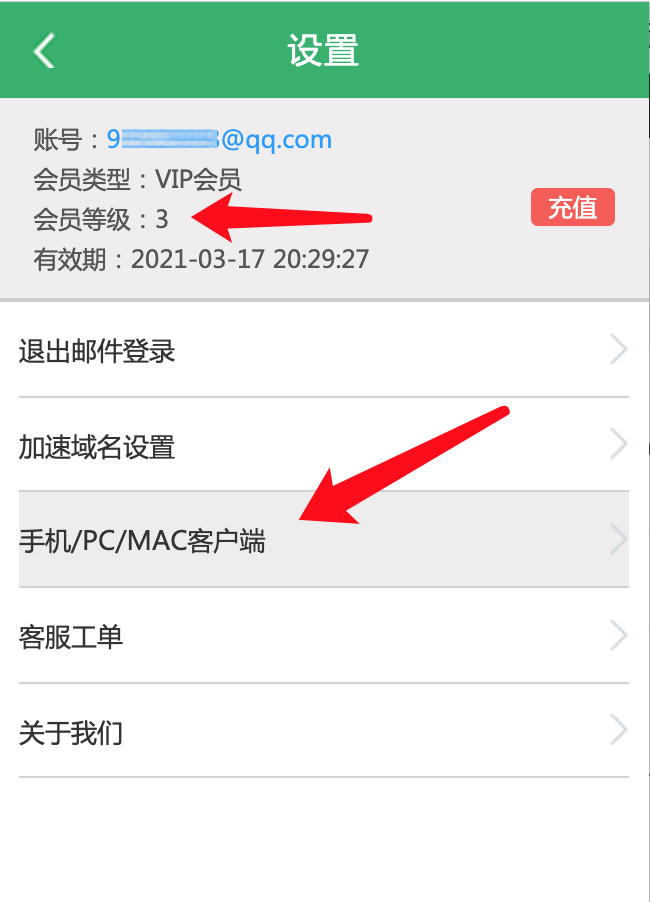 设置
账号：9 8@qq.com
会员类型：VIP会员
会员等级：3
充值
有效期：2021-03-17 20:29:27
退出邮件登录
加速域名设置
手机/PC/MAC客户端
客服工单
关于我们